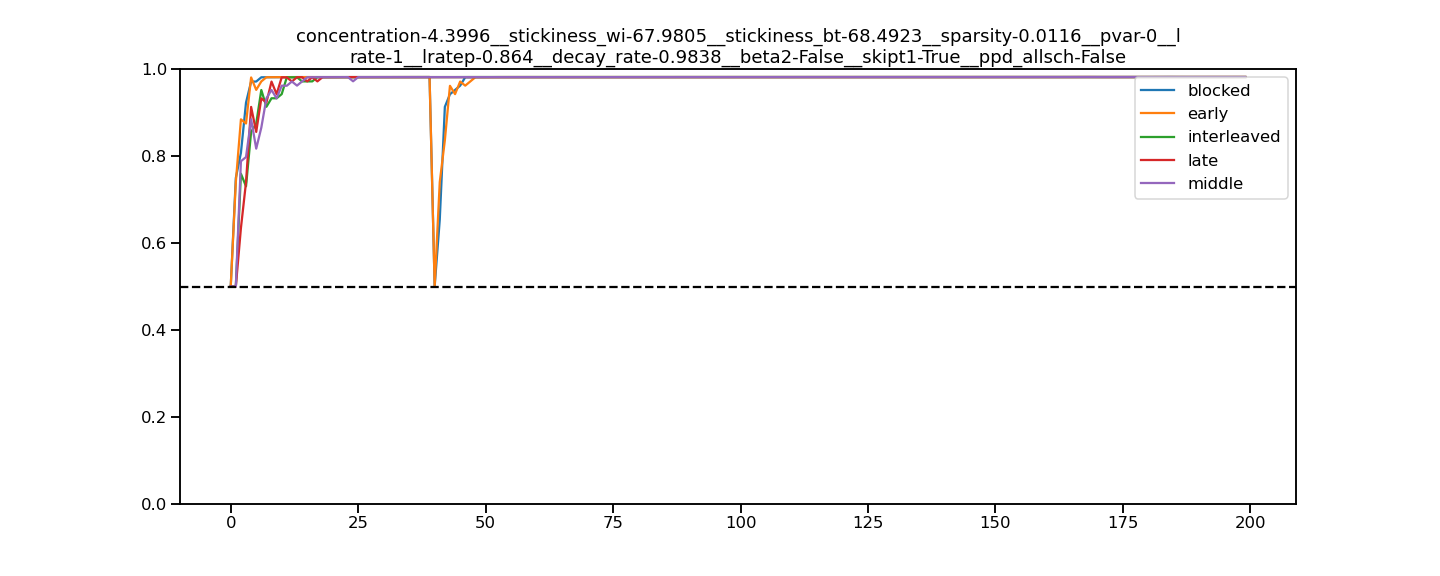 concentration-4.3996__stickiness_wi-67.9805__stickiness_bt-68.4923__sparsity-0.0116__pvar-0__l
rate-1__lratep-0.864__decay_rate-0.9838__beta2-False__skipt1-True__ppd_allsch-False
1.0
0.8
0.6
0.4
0.2
0.0
blocked
early
interleaved
late
middle
0 25 50 75 100 125 150 175 200